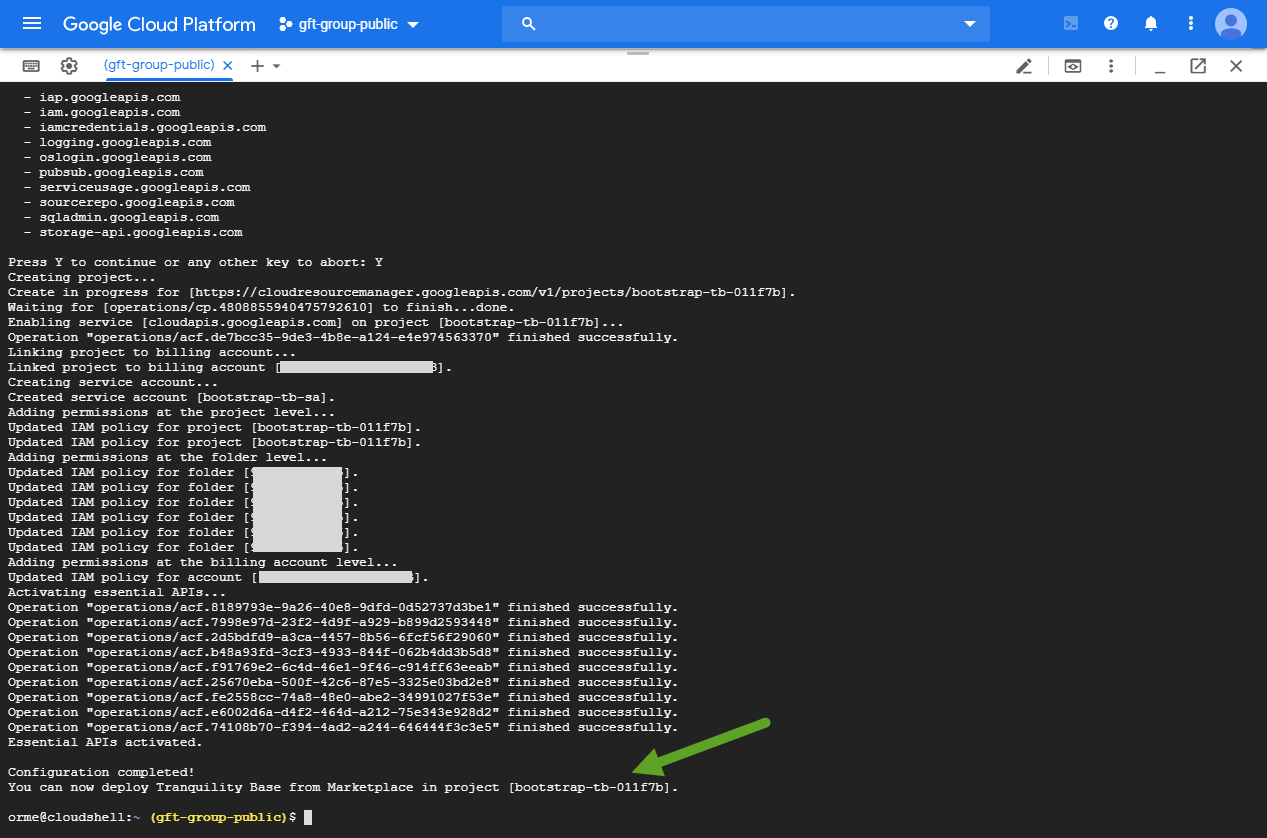 Google Cloud Platform gft-group-public
(gft-group-public)
- iap.googleapis.com
- iam.googleapis.com
- iamcredentials.googleapis.com
- logging.googleapis.com
- oslogin.googleapis.com
- pubsub.googleapis.com
- serviceusage.googleapis.com
- sourcerepo.googleapis.com
- sqladmin.googleapis.com
- storage-api.googleapis.com
Press Y to continue or any other key to abort: Y
Creating project...
Create in progress for [https://cloudresourcemanager.googleapis.com/v1/projects/bootstrap-tb-011f7b].
Waiting for [operations/cp.4808855940475792610] to finish...done.
Enabling service [cloudapis.googleapis.com] on project [bootstrap-tb-011f7b]...
Operation "operations/acf.de7bcc35-9de3-4b8e-a124-e4e974563370" finished successfully.
Linking project to billing account...
Linked project to billing account [ ].
Creating service account...
Created service account [bootstrap-tb-sa].
Adding permissions at the project level...
Updated IAM policy for project [bootstrap-tb-011f7b].
Updated IAM policy for project [bootstrap-tb-011f7b].
Adding permissions at the folder level...
Updated IAM policy for folder [ ].
Updated IAM policy for folder [ ].
Updated IAM policy for folder [ ].
Updated IAM policy for folder [ ].
Updated IAM policy for folder [ ].
Updated IAM policy for folder [ ].
Adding permissions at the billing account level...
Updated IAM policy for account [ ].
Activating essential APIs...
Operation "operations/acf.8189793e-9a26-40e8-9dfd-0d52737d3be1" finished successfully.
Operation "operations/acf.7998e97d-23f2-4d9f-a929-b899d2593448" finished successfully.
Operation "operations/acf.2d5bdfd9-a3ca-4457-8b56-6fcf56f29060" finished successfully.
Operation "operations/acf.b48a93fd-3cf3-4933-844f-062b4dd3b5d8" finished successfully.
Operation "operations/acf.f91769e2-6c4d-46e1-9f46-c914ff63eeab" finished successfully.
Operation "operations/acf.25670eba-500f-42c6-87e5-3325e03bd2e8" finished successfully.
Operation "operations/acf.fe2558cc-74a8-48e0-abe2-34991027f53e" finished successfully.
Operation "operations/acf.e6002d6a-d4f2-464d-a212-75e343e928d2" finished successfully.
Operation "operations/acf.74108b70-f394-4ad2-a244-646444f3c3e5" finished successfully.
Essential APIs activated.
Configuration completed!
You can now deploy Tranquility Base from Marketplace in project [bootstrap-tb-011f7b].
orme@cloudshell:~ (gft-group-public)$